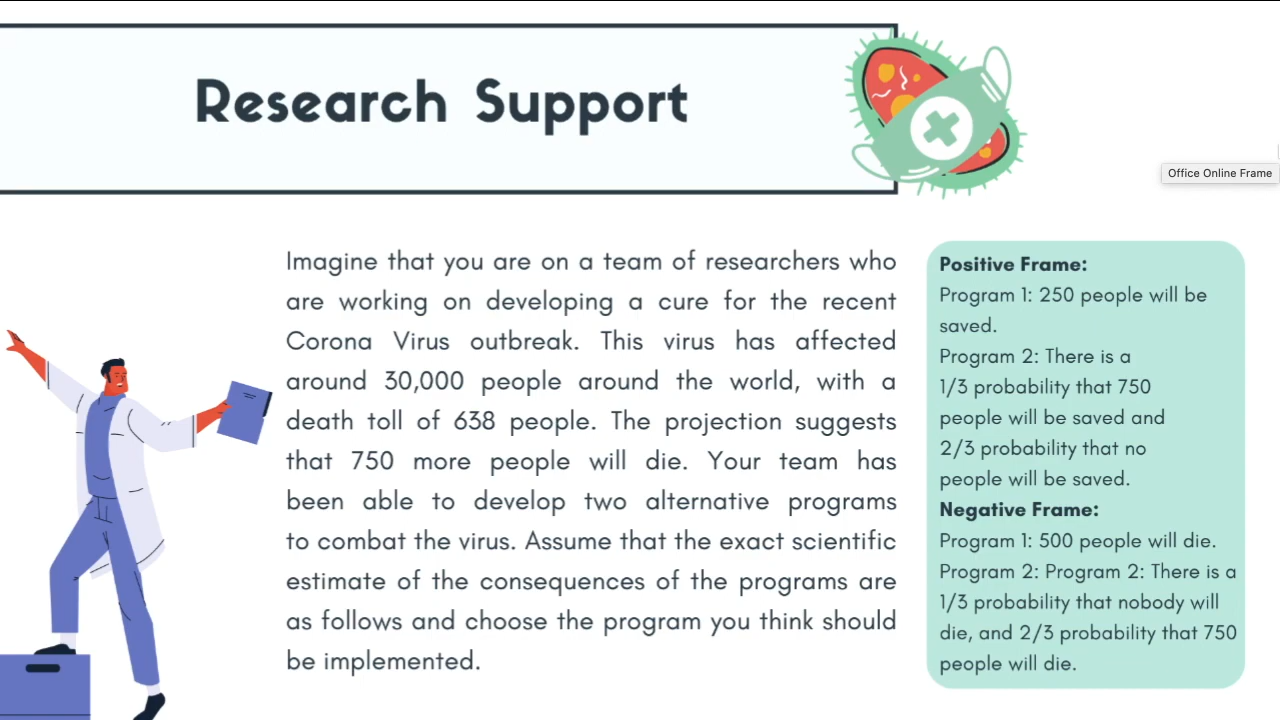 Research Support
Office Online Frame
Imagine that you are on a team of researchers who
are working on developing a cure for the recent
Corona Virus outbreak. This virus has affected
around 30,000 people around the world, with a
death toll of 638 people. The projection suggests
that 750 more people will die. Your team has
been able to develop two alternative programs
to combat the virus. Assume that the exact scientific
estimate of the consequences of the programs are
as follows and choose the program you think should
be implemented.
Positive Frame:
Program 1: 250 people will be
saved.
Program 2: There is a
1/3 probability that 750
people will be saved and
2/3 probability that no
people will be saved.
Negative Frame:
Program 1: 500 people will die.
Program 2: Program 2: There is a
1/3 probability that nobody will
die, and 2/3 probability that 750
people will die.